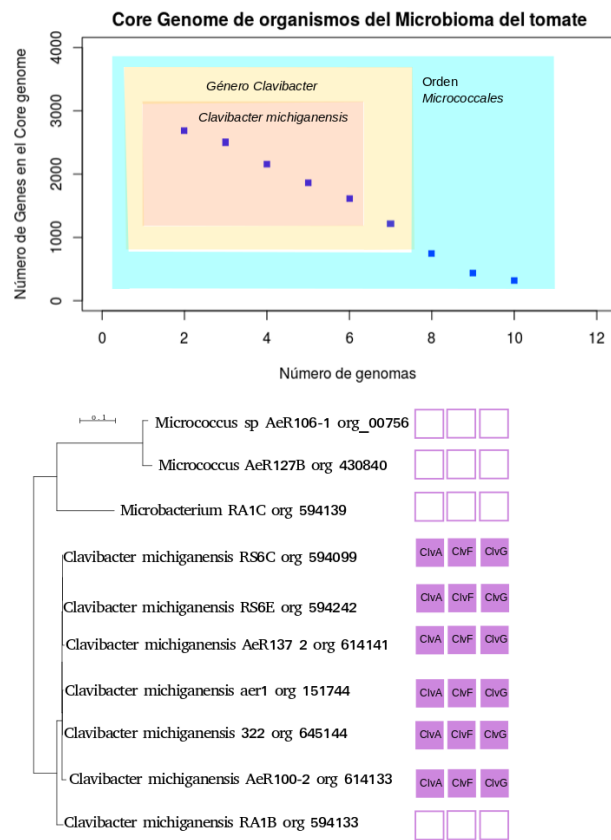 Core Genome de organismos del Microbioma del tomate
Número de Genes en el Core genome
4000
3000
2000
1000
0
Género Clavibacter
Clavibacter michiganensis
Orden
Micrococcales
0 2 4 6 8 10 12
Número de genomas
o . 1
Micrococcus sp AeR106-1 org_00756
Micrococcus AeR127B org 430840
Microbacterium RA1C org 594139
Clavibacter michiganensis RS6C org 594099 ClvA ClvF ClvG
Clavibacter michiganensis RS6E org 594242 ClvA ClvF ClvG
Clavibacter michiganensis AeR137 2 org 614141 ClvA ClvF ClvG
Clavibacter michiganensis aer1 org 151744 ClvA ClvF ClvG
Clavibacter michiganensis 322 org 645144 ClvA ClvF ClvG
Clavibacter michiganensis AeR100-2 org 614133 ClvA ClvF ClvG
Clavibacter michiganensis RA1B org 594133